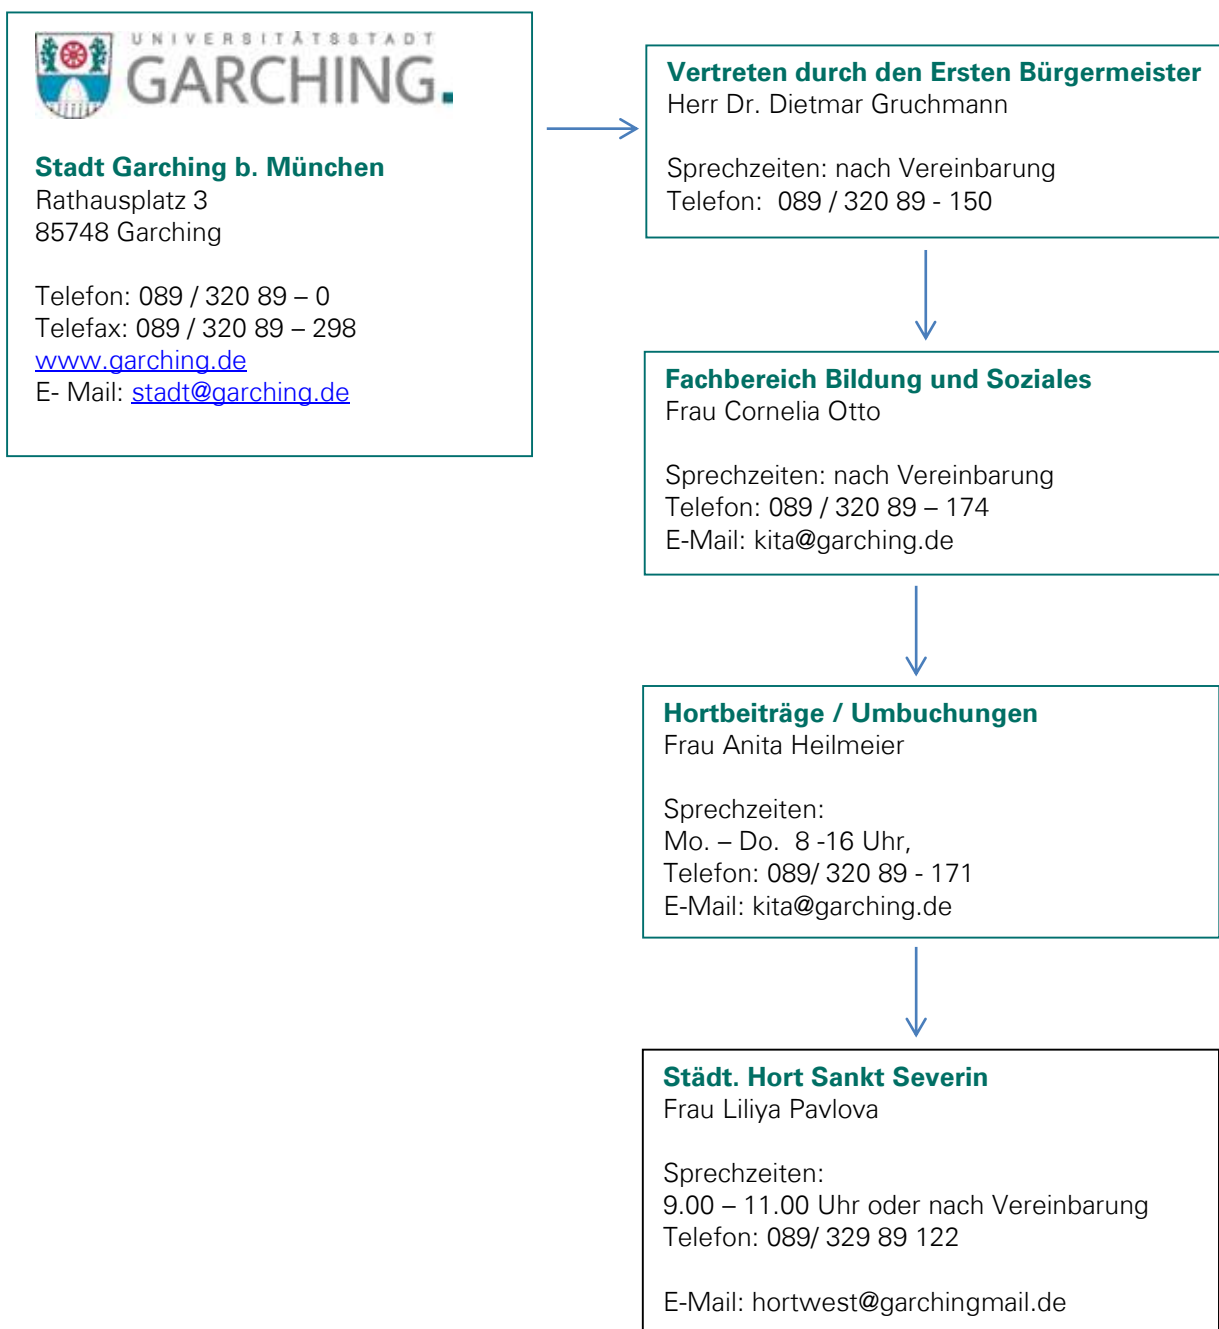 UNIVERSITÄTSSTADT
GARCHING.
Stadt Garching b. München
Rathausplatz 3
85748 Garching
Telefon: 089 / 320 89 – 0
Telefax: 089 / 320 89 – 298
www.garching.de
E- Mail: stadt@garching.de
Vertreten durch den Ersten Bürgermeister
Herr Dr. Dietmar Gruchmann
Sprechzeiten: nach Vereinbarung
Telefon:  089 / 320 89 - 150
Fachbereich Bildung und Soziales
Frau Cornelia Otto
Sprechzeiten: nach Vereinbarung
Telefon: 089 / 320 89 – 174
E-Mail: kita@garching.de
Hortbeiträge / Umbuchungen
Frau Anita Heilmeier
Sprechzeiten:
Mo. – Do.  8 -16 Uhr,
Telefon: 089/ 320 89 - 171
E-Mail: kita@garching.de
Städt. Hort Sankt Severin
Frau Liliya Pavlova
Sprechzeiten:
9.00 – 11.00 Uhr oder nach Vereinbarung
Telefon: 089/ 329 89 122
E-Mail: hortwest@garchingmail.de